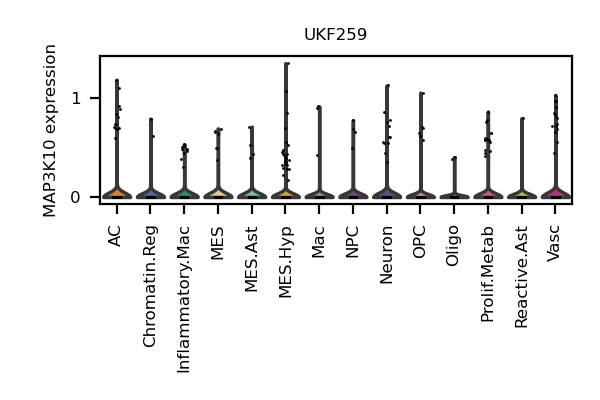 UKF259
MAP3K10 expression
1
0
AC
Chromatin.Reg
Inflammatory.Mac
MES
MES.Ast
MES.Hyp
Mac
NPC
Neuron
OPC
Oligo
Prolif.Metab
Reactive.Ast
Vasc